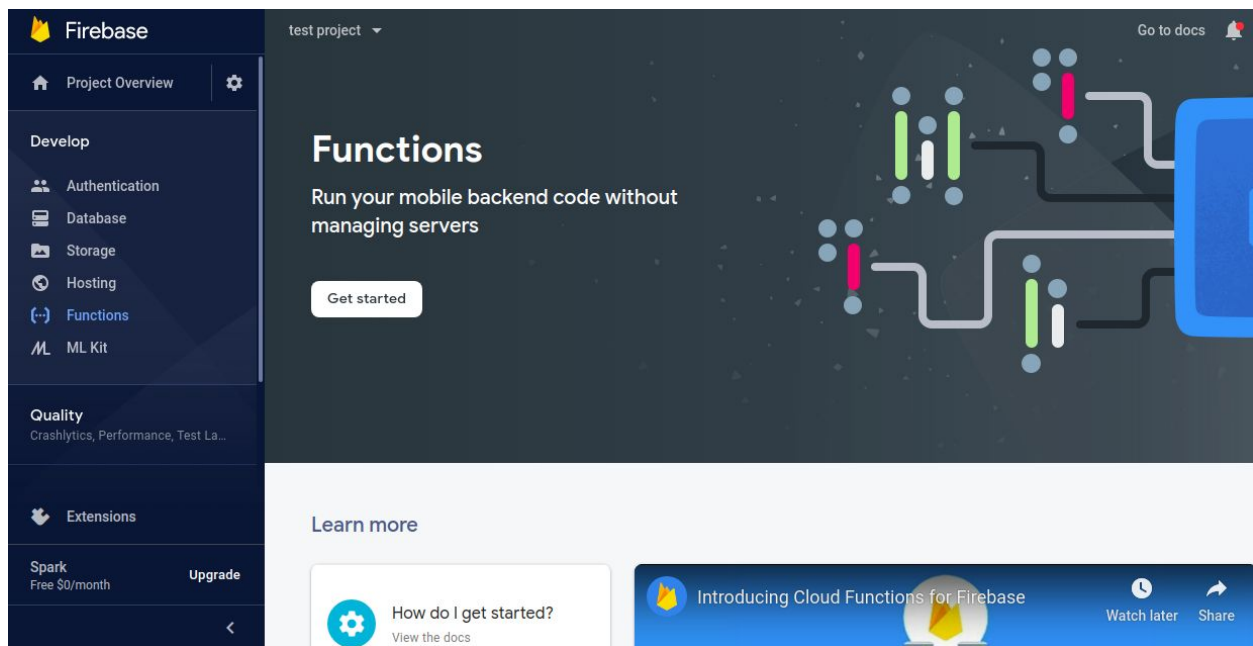 Firebase
test project
Go to docs
Project Overview
Develop
Authentication
Database
Storage
Hosting
Functions
ML Kit
Quality
Crashlytics, Performance, Test La...
Extensions
Spark
Free $0/month
Upgrade
Functions
Run your mobile backend code without
managing servers
Get started
Learn more
How do I get started?
View the docs
Introducing Cloud Functions for Firebase
Watch later
Share